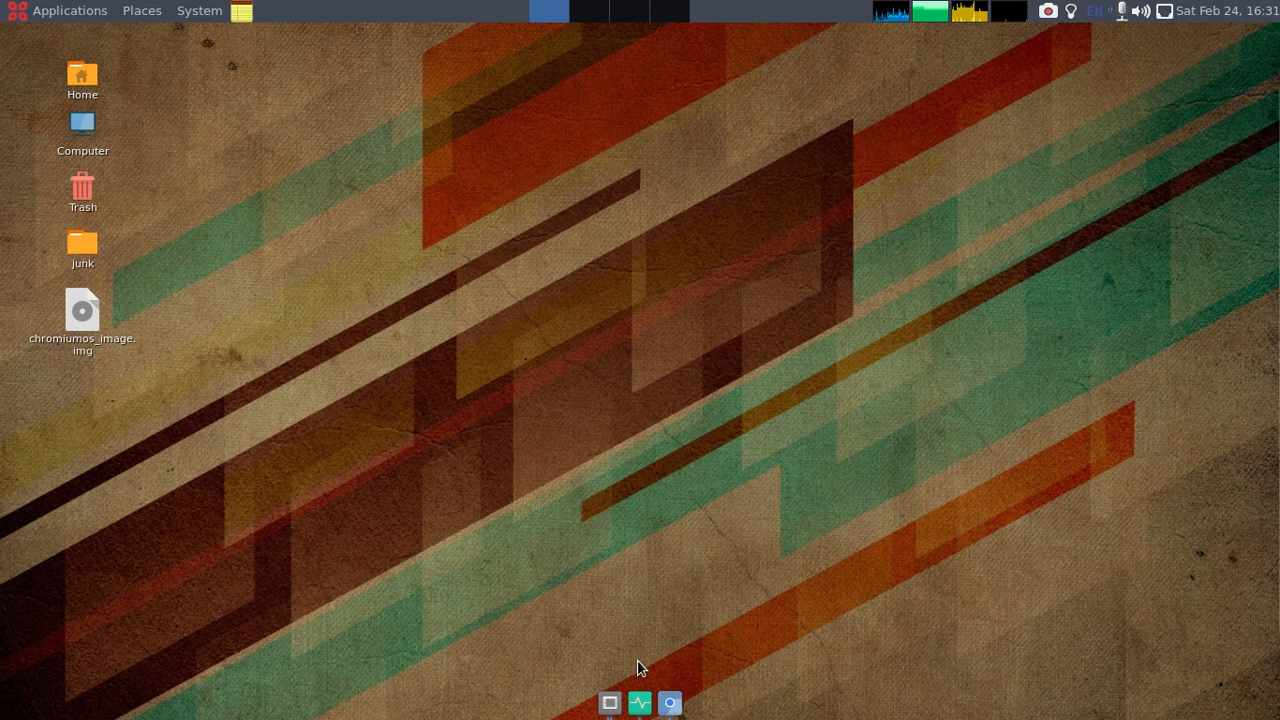 Applications Places System
EN
Sat Feb 24, 16:31
Home
Computer
Trash
junk
chromiumos_image.
img